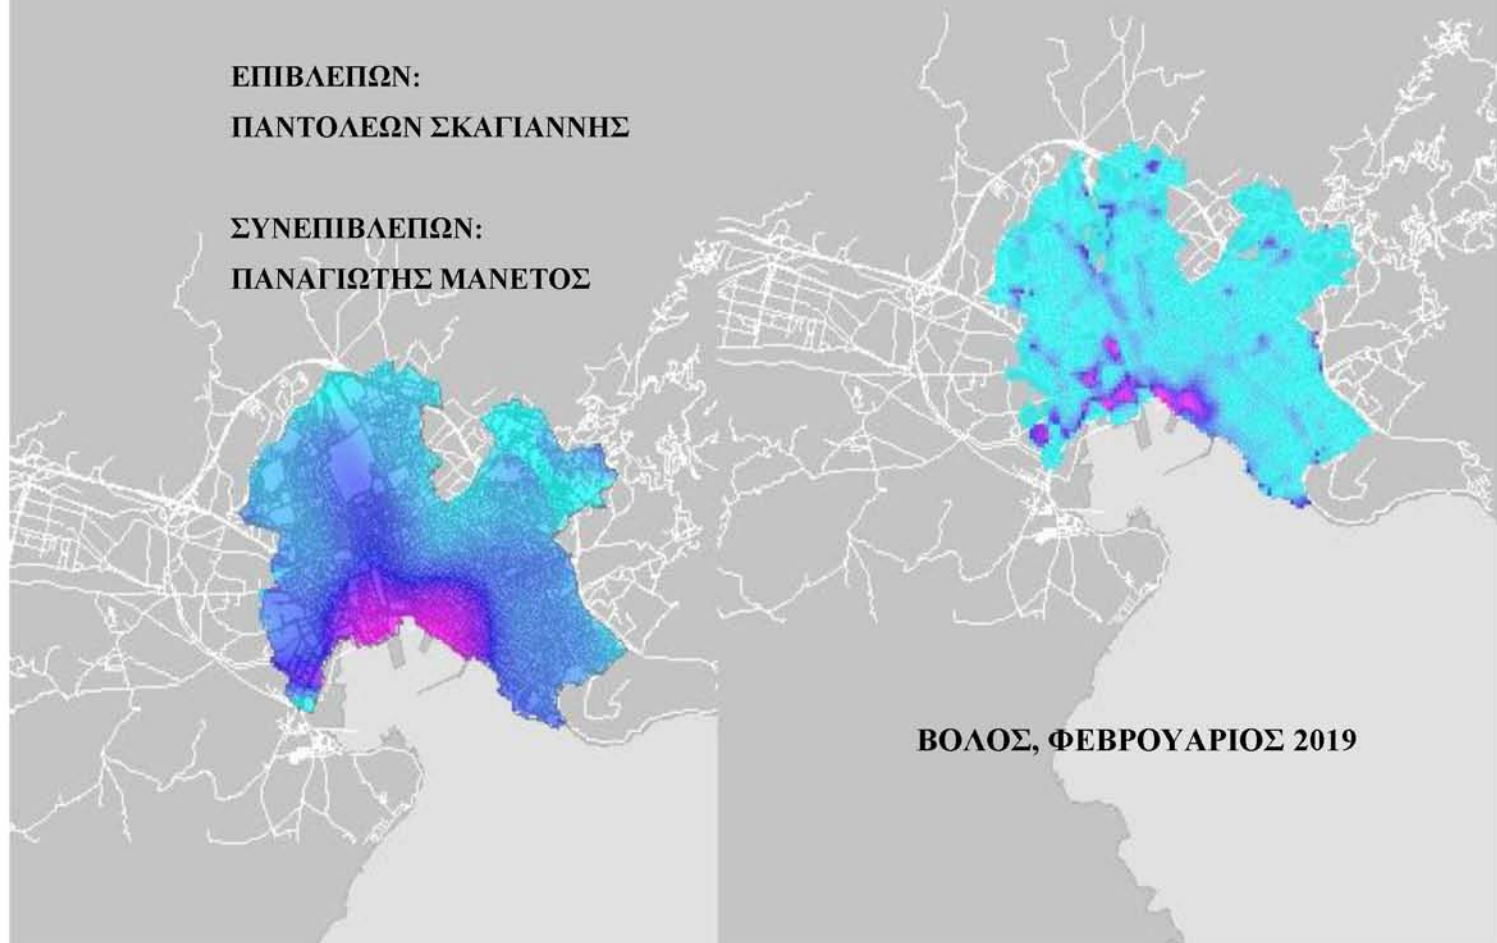 ΕΠΙΒΛΕΠΩΝ:
ΠΑΝΤΟΛΕΩΝ ΣΚΑΓΙΑΝΝΗΣ
ΣΥΝΕΠΙΒΛΕΠΩΝ:
ΠΑΝΑΓΙΩΤΗΣ ΜΑΝΕΤΟΣ
ΒΟΛΟΣ, ΦΕΒΡΟΥΑΡΙΟΣ 2019